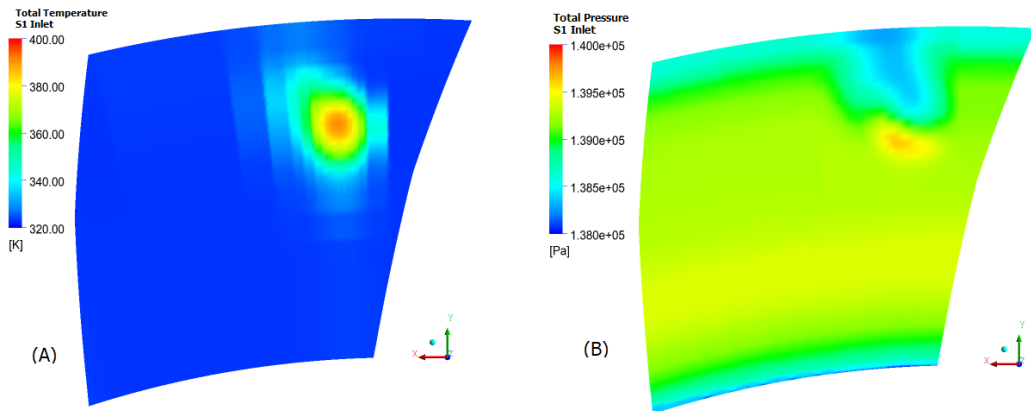 Total Temperature
S1 Inlet
400.00
380.00
360.00
340.00
320.00
[K]
(A)
Y
X
Z
Total Pressure
S1 Inlet
1.400e+05
1.395e+05
1.390e+05
1.385e+05
1.380e+05
[Pa]
(B)
Y
X
Z